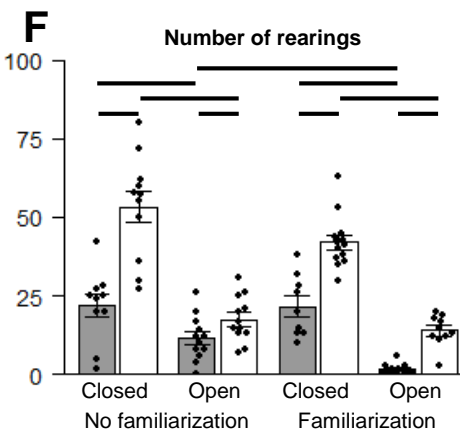 F
Number of rearings
100
75
50
25
0
Closed Open Closed Open
No familiarization Familiarization